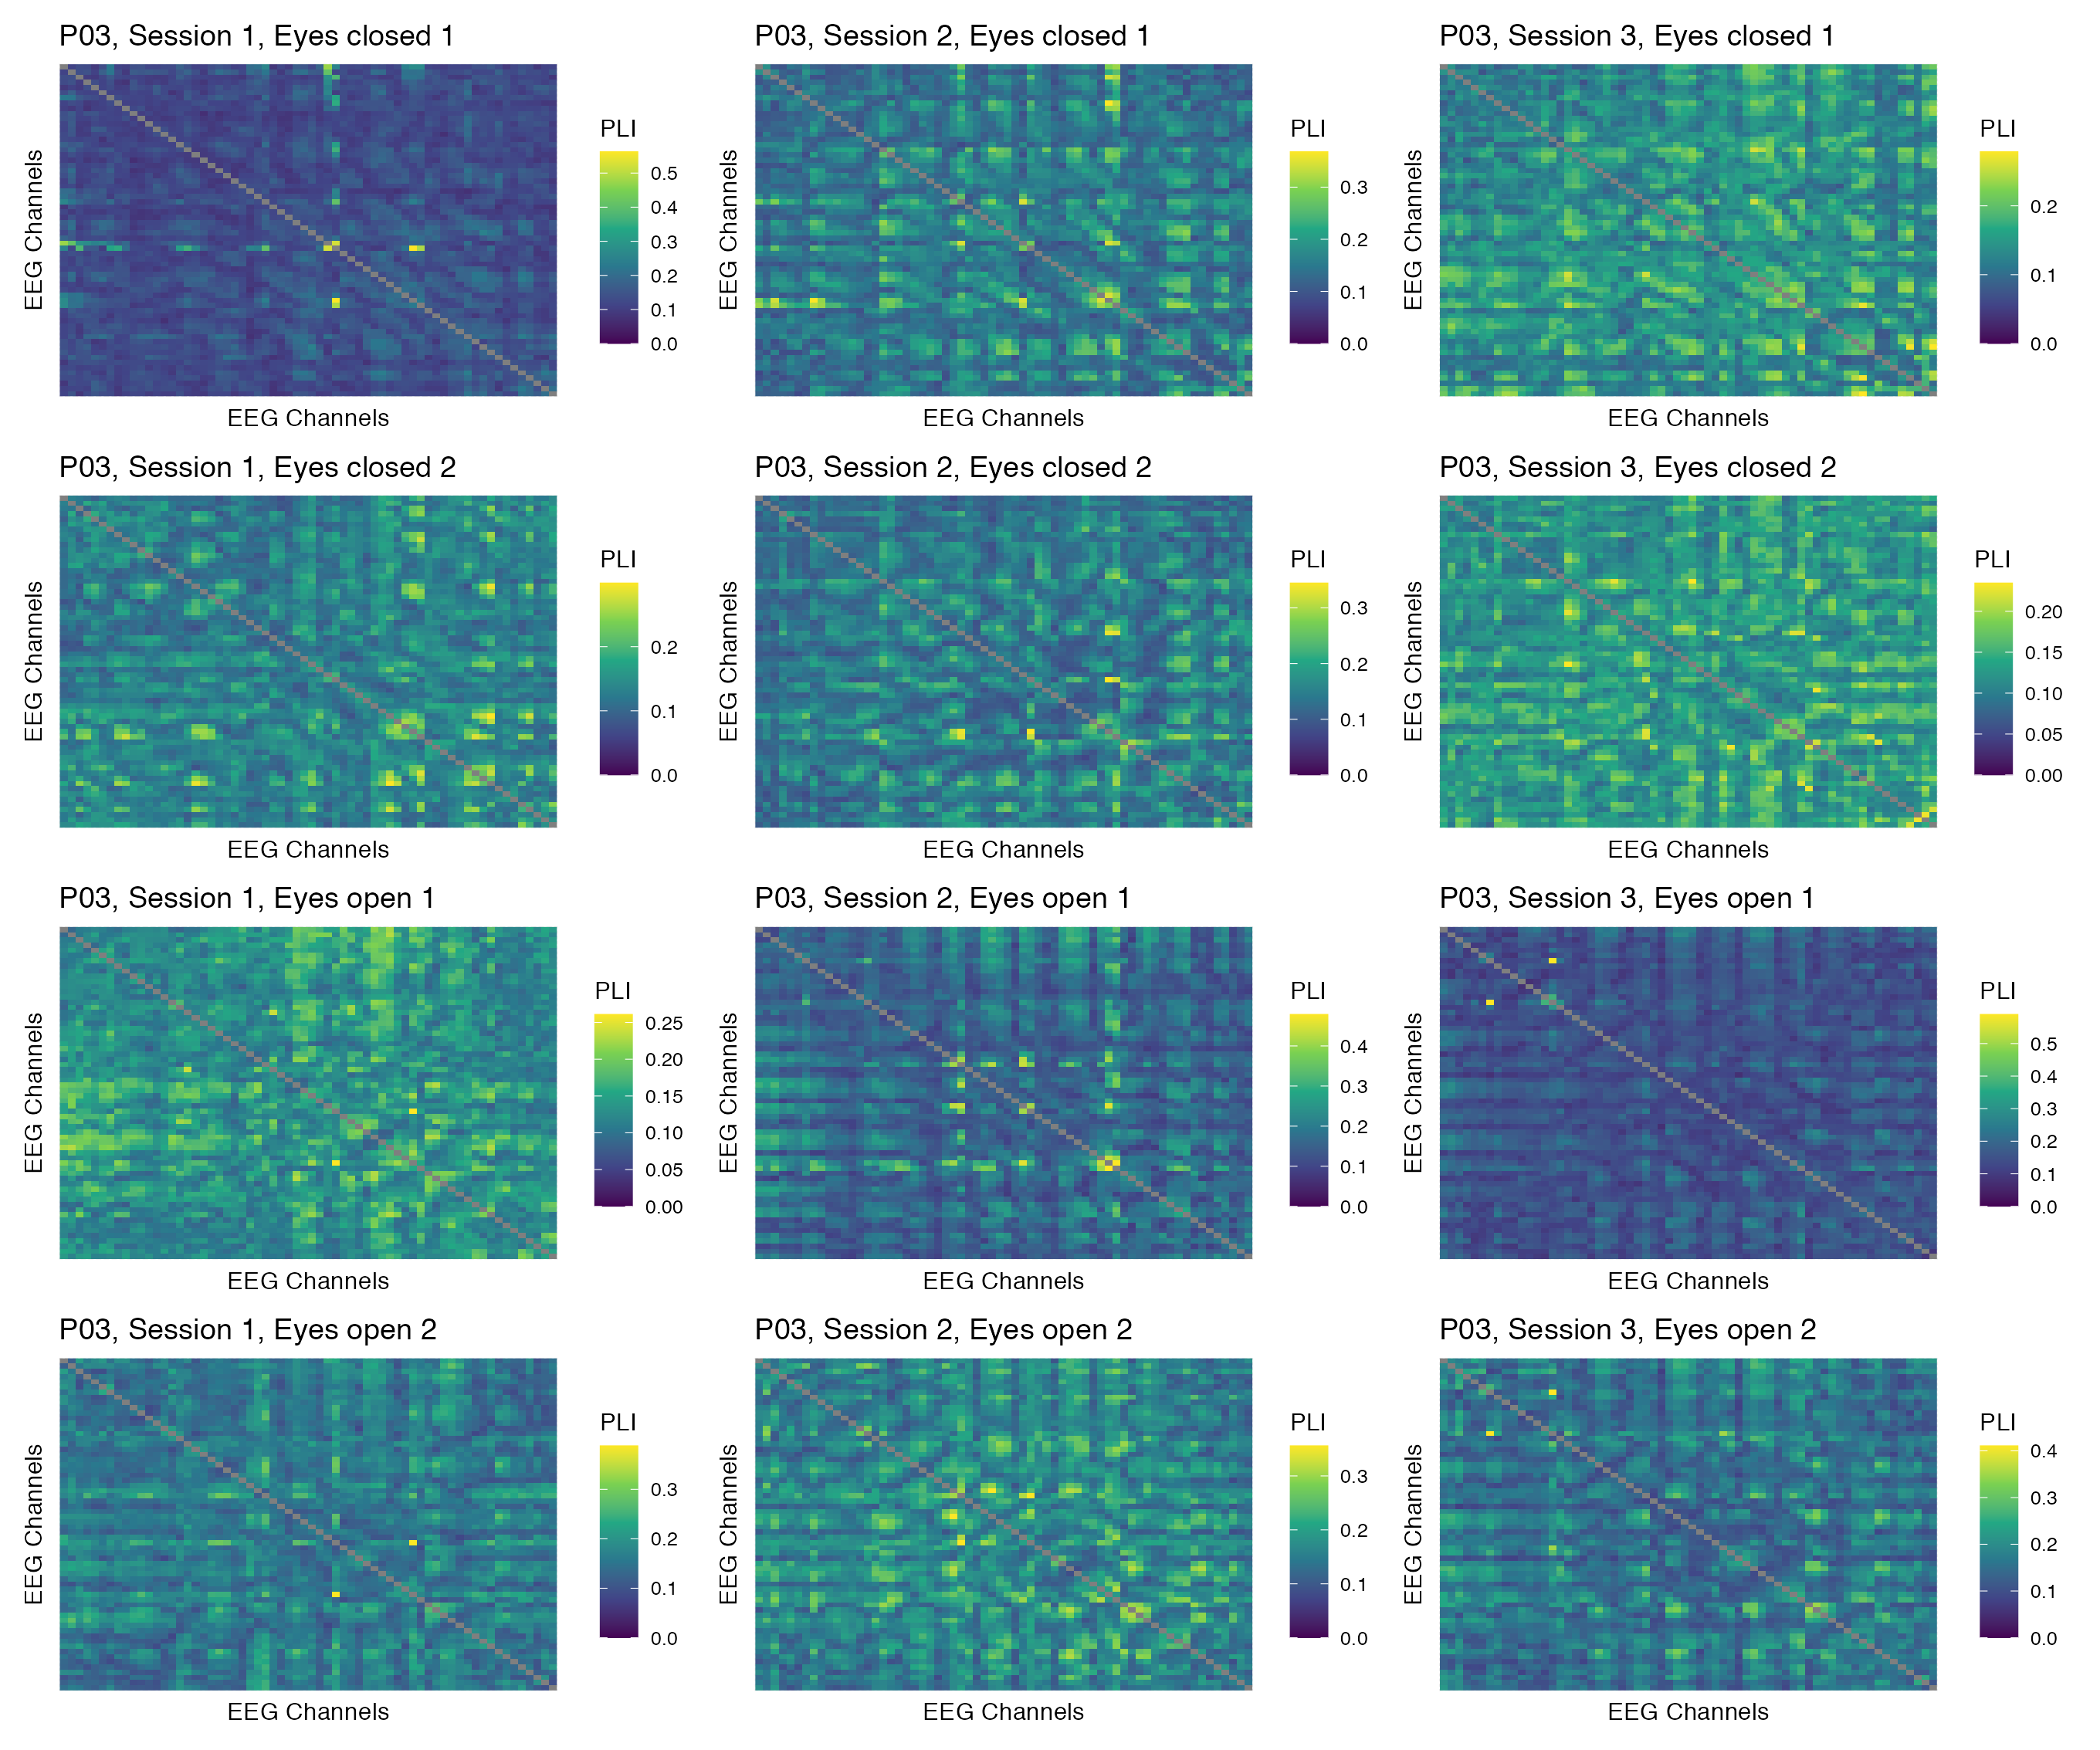 P03, Session 1, Eyes closed 1
EEG Channels
EEG Channels
PLI
0.5
0.4
0.3
0.2
0.1
0.0
P03, Session 2, Eyes closed 1
EEG Channels
EEG Channels
PLI
0.3
0.2
0.1
0.0
P03, Session 3, Eyes closed 1
EEG Channels
EEG Channels
PLI
0.2
0.1
0.0
P03, Session 1, Eyes closed 2
EEG Channels
EEG Channels
PLI
0.2
0.1
0.0
P03, Session 2, Eyes closed 2
EEG Channels
EEG Channels
PLI
0.3
0.2
0.1
0.0
P03, Session 3, Eyes closed 2
EEG Channels
EEG Channels
PLI
0.20
0.15
0.10
0.05
0.00
P03, Session 1, Eyes open 1
EEG Channels
EEG Channels
PLI
0.25
0.20
0.15
0.10
0.05
0.00
P03, Session 2, Eyes open 1
EEG Channels
EEG Channels
PLI
0.4
0.3
0.2
0.1
0.0
P03, Session 3, Eyes open 1
EEG Channels
EEG Channels
PLI
0.5
0.4
0.3
0.2
0.1
0.0
P03, Session 1, Eyes open 2
EEG Channels
EEG Channels
PLI
0.3
0.2
0.1
0.0
P03, Session 2, Eyes open 2
EEG Channels
EEG Channels
PLI
0.3
0.2
0.1
0.0
P03, Session 3, Eyes open 2
EEG Channels
EEG Channels
PLI
0.4
0.3
0.2
0.1
0.0